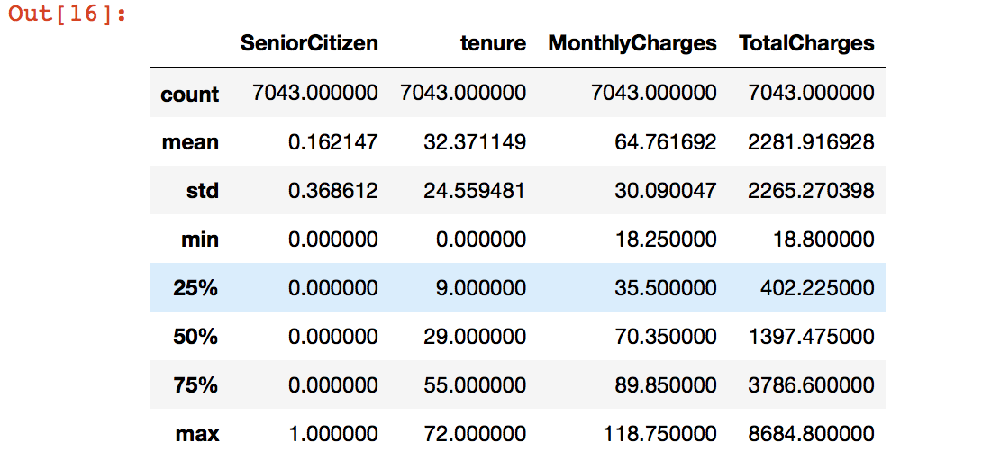 Out[16]:
SeniorCitizen tenure MonthlyCharges TotalCharges
count 7043.000000 7043.000000 7043.000000 7043.000000
mean 0.162147 32.371149 64.761692 2281.916928
std 0.368612 24.559481 30.090047 2265.270398
min 0.000000 0.000000 18.250000 18.800000
25% 0.000000 9.000000 35.500000 402.225000
50% 0.000000 29.000000 70.350000 1397.475000
75% 0.000000 55.000000 89.850000 3786.600000
max 1.000000 72.000000 118.750000 8684.800000